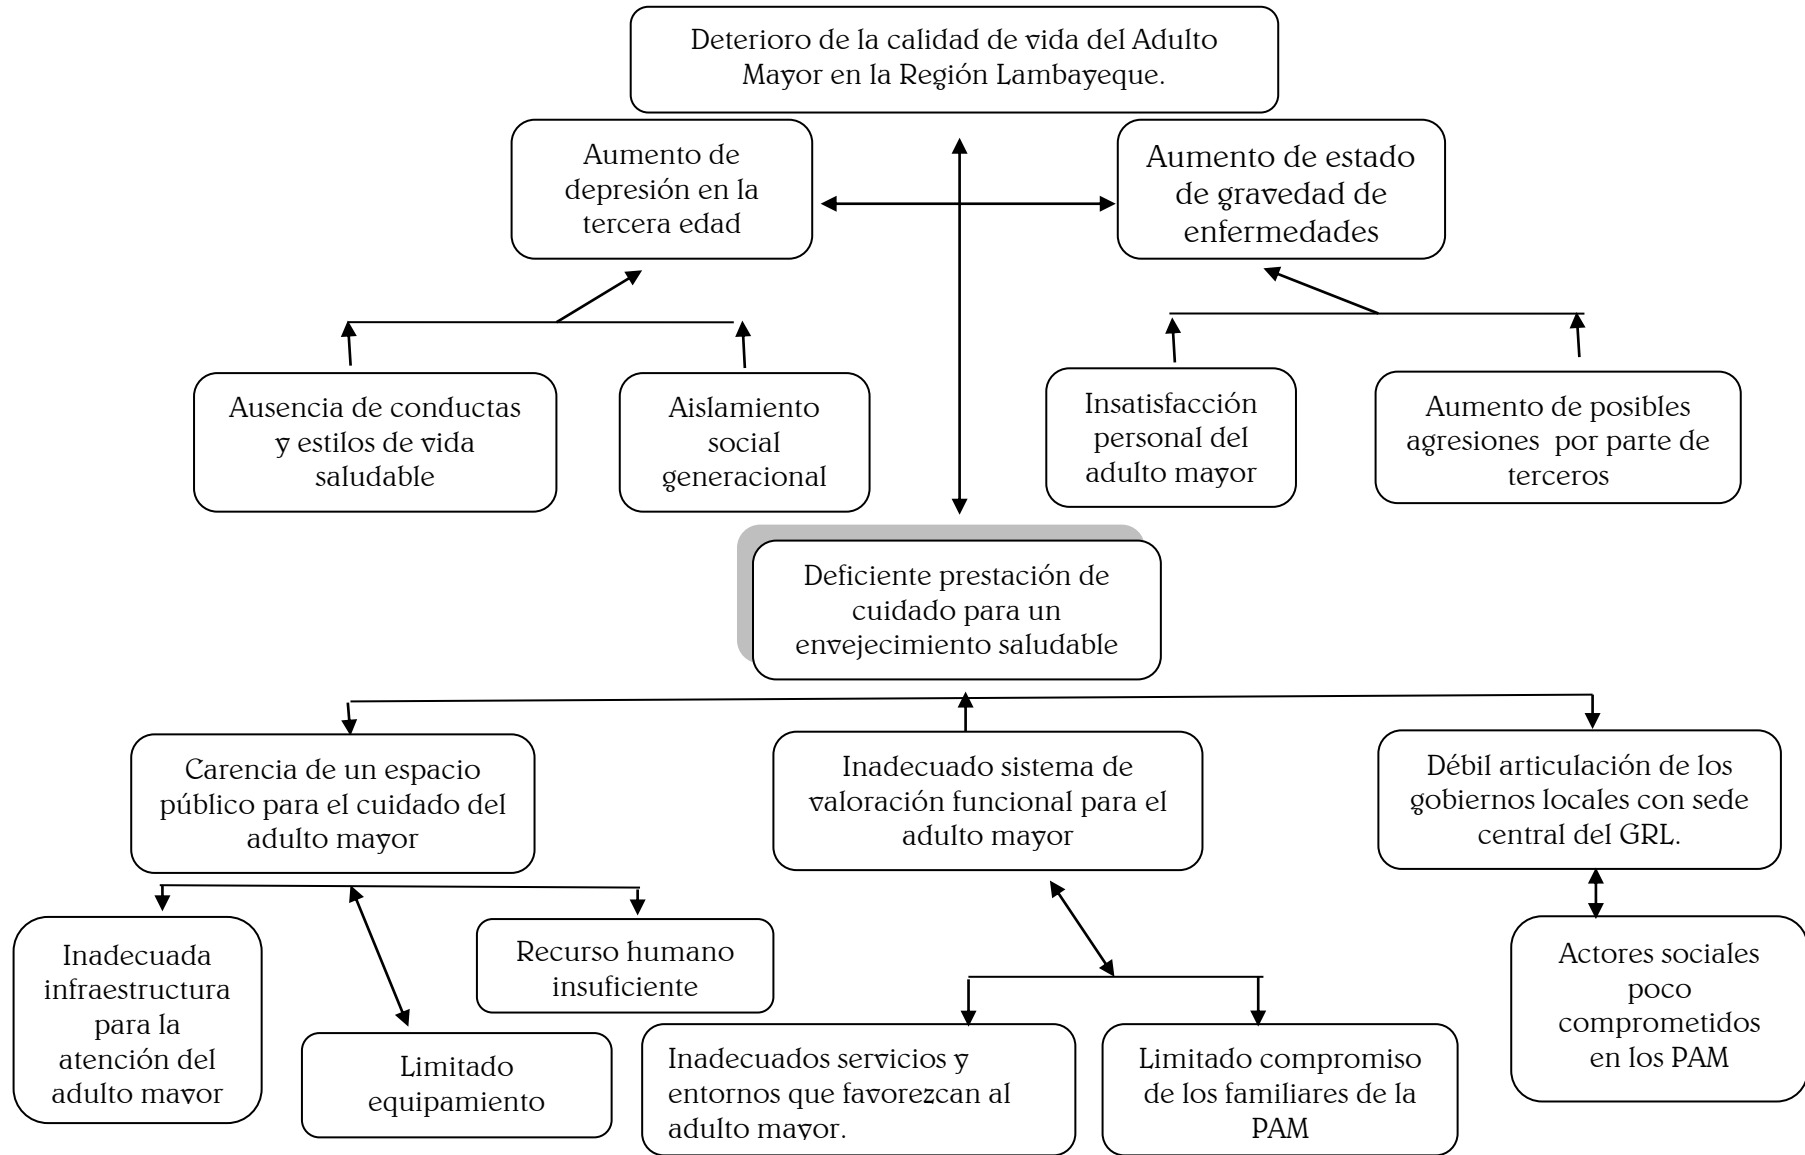 Deterioro de la calidad de vida del Adulto
Mayor en la Región Lambayeque.
Aumento de
depresión en la
tercera edad
Aumento de estado
de gravedad de
enfermedades
Ausencia de conductas
y estilos de vida
saludable
Aislamiento
social
generacional
Insatisfacción
personal del
adulto mayor
Aumento de posibles
agresiones por parte de
terceros
Deficiente prestación de
cuidado para un
envejecimiento saludable
Carencia de un espacio
público para el cuidado del
adulto mayor
Inadecuado sistema de
valoración funcional para el
adulto mayor
Débil articulación de los
gobiernos locales con sede
central del GRL.
Inadecuada
infraestructura
para la
atención del
adulto mayor
Limitado
equipamiento
Recurso humano
insuficiente
Inadecuados servicios y
entornos que favorezcan al
adulto mayor.
Limitado compromiso
de los familiares de la
PAM
Actores sociales
poco
comprometidos
en los PAM